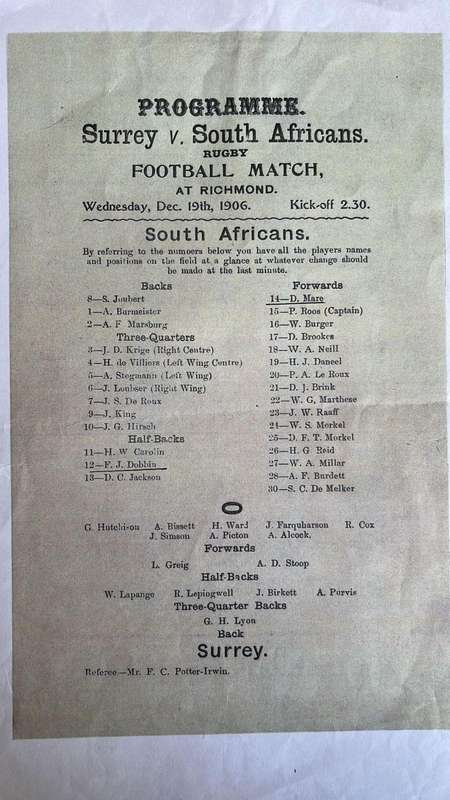 PROGRAMME.
Surrey v. South Africans.
RUGBY
FOOTBALL MATCH,
AT RICHMOND.
Wednesday, Dec. 19th, 1906. Kick-off 2.30.
South Africans.
By referring to the numbers below you have all the players names
and positions on the field at a glance at whatever change should
be made at the last minute.
Backs
8—S. Joubert
1—A. Burmeister
2—A. F Marsburg
Three-Quarters
3—J. D. Krige (Right Centre)
4—H. de Villiers (Left Wing Centre)
5—A. Stegmann (Left Wing)
6—J. Loubser (Right Wing)
7—J. S. De Roux
9—J. King
10—J. G. Hirsch
Half-Backs
11—H. W Carolin
12—F. J. Dobbin
13—D. C. Jackson
Forwards
14—D. Mare
15—P. Roos (Captain)
16—W. Burger
17—D. Brookes
18—W. A. Neill
19—H. J. Daneel
20—P. A. Le Roux
21—D. J. Brink
22—W. G. Marthese
23—J. W. Raaff
24—W. S. Morkel
25—D. F. T. Morkel
26—H. G. Reid
27—W. A. Millar
28—A. F. Burdett
30—S. C. De Melker
G. Hutchison A. Bissett H. Ward J. Farquharson R. Cox
J. Simson A. Picton A. Alcock.
Forwards
L. Greig A. D. Stoop
Half-Backs
W. Lapange R. Lepingwell J. Birkett A. Purvis
Three-Quarter Backs
G. H. Lyon
Back
Surrey.
Referee—Mr. F. C. Potter-Irwin.